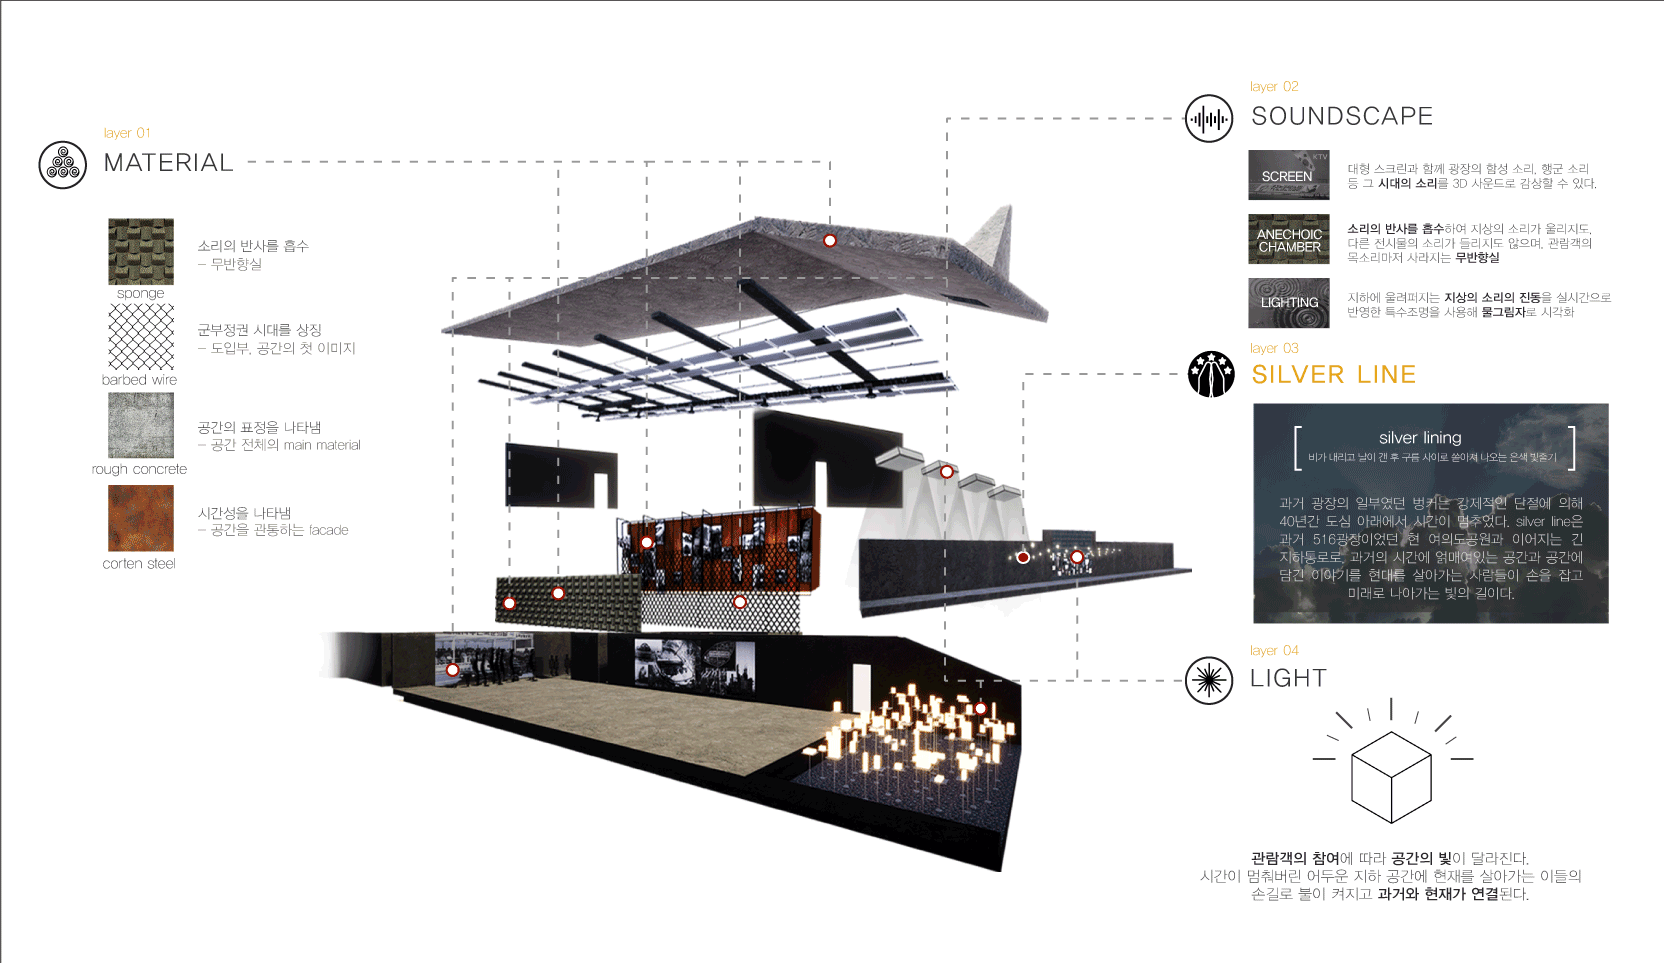 layer 01
MATERIAL
sponge
소리의 반사를 흡수
– 무반향실
barbed wire
군부정권 시대를 상징
– 도입부, 공간의 첫 이미지
rough concrete
공간의 표정을 나타냄
– 공간 전체의 main material
corten steel
시간성을 나타냄
– 공간을 관통하는 facade
layer 02
SOUNDSCAPE
KTV
SCREEN
대형 스크린과 함께 광장의 함성 소리, 행군 소리
등 그 시대의 소리를 3D 사운드로 감상할 수 있다.
ANECHOIC
CHAMBER
소리의 반사를 흡수하여 지상의 소리가 울리지도,
다른 전시물의 소리가 들리지도 않으며, 관람객의
목소리마저 사라지는 무반향실
LIGHTING
지하에 울려퍼지는 지상의 소리의 진동을 실시간으로
반영한 특수조명을 사용해 물그림자로 시각화
layer 03
SILVER LINE
silver lining
비가 내리고 날이 갠 후 구름 사이로 쏟아져 나오는 은색 빛줄기
과거 광장의 일부였던 벙커는 강제적인 단절에 의해
40년간 도심 아래에서 시간이 멈추었다. silver line은
과거 516광장이었던 현 여의도공원과 이어지는 긴
지하통로로, 과거의 시간에 얽매여있는 공간과 공간에
담긴 이야기를 현대를 살아가는 사람들이 손을 잡고
미래로 나아가는 빛의 길이다.
layer 04
LIGHT
관람객의 참여에 따라 공간의 빛이 달라진다.
시간이 멈춰버린 어두운 지하 공간에 현재를 살아가는 이들의
손길로 불이 켜지고 과거와 현재가 연결된다.